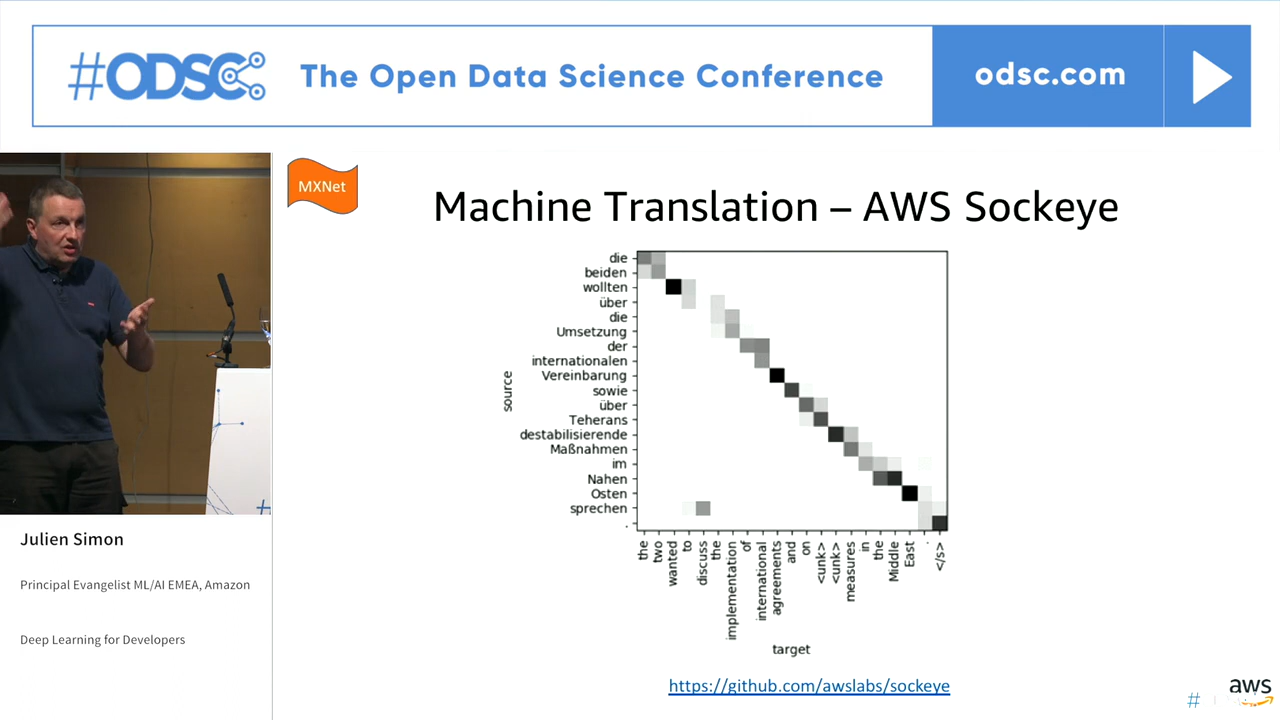 #ODSC
The Open Data Science Conference
odsc.com
MXNet
Machine Translation – AWS Sockeye
die
beiden
wollten
über
die
Umsetzung
der
internationalen
Vereinbarung
sowie
über
Teherans
destabilisierende
Maßnahmen
im
Nahen
Osten
sprechen
.
source
the
two
wanted
to
discuss
the
implementation
of
international
agreements
and
on
<unk>
<unk>
measures
in
the
Middle
East
.
</s>
target
https://github.com/awslabs/sockeye
Julien Simon
Principal Evangelist ML/AI EMEA, Amazon
Deep Learning for Developers
#
aws